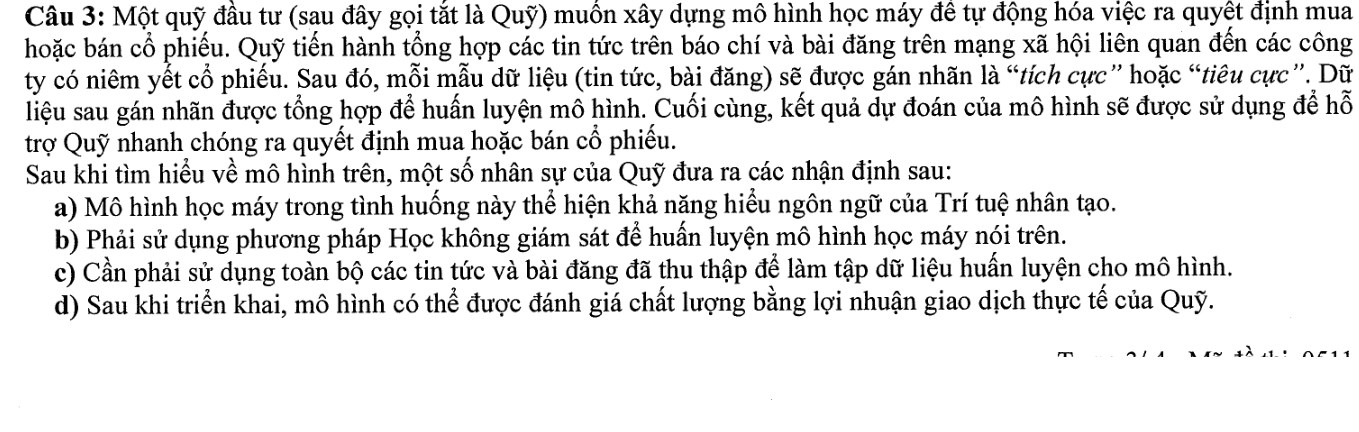 Câu 3: Một quỹ đầu tư (sau đây gọi tắt là Quỹ) muốn xây dựng mô hình học máy để tự động hóa việc ra quyết định mua
hoặc bán cổ phiếu. Quỹ tiến hành tổng hợp các tin tức trên báo chí và bài đăng trên mạng xã hội liên quan đến các công
ty có niêm yết cổ phiếu. Sau đó, mỗi mẫu dữ liệu (tin tức, bài đăng) sẽ được gán nhãn là “tích cực” hoặc “tiêu cực”. Dữ
liệu sau gán nhãn được tổng hợp để huấn luyện mô hình. Cuối cùng, kết quả dự đoán của mô hình sẽ được sử dụng để hỗ
trợ Quỹ nhanh chóng ra quyết định mua hoặc bán cổ phiếu.
Sau khi tìm hiểu về mô hình trên, một số nhân sự của Quỹ đưa ra các nhận định sau:
a) Mô hình học máy trong tình huống này thể hiện khả năng hiểu ngôn ngữ của Trí tuệ nhân tạo.
b) Phải sử dụng phương pháp Học không giám sát để huấn luyện mô hình học máy nói trên.
c) Cần phải sử dụng toàn bộ các tin tức và bài đăng đã thu thập để làm tập dữ liệu huấn luyện cho mô hình.
d) Sau khi triển khai, mô hình có thể được đánh giá chất lượng bằng lợi nhuận giao dịch thực tế của Quỹ.